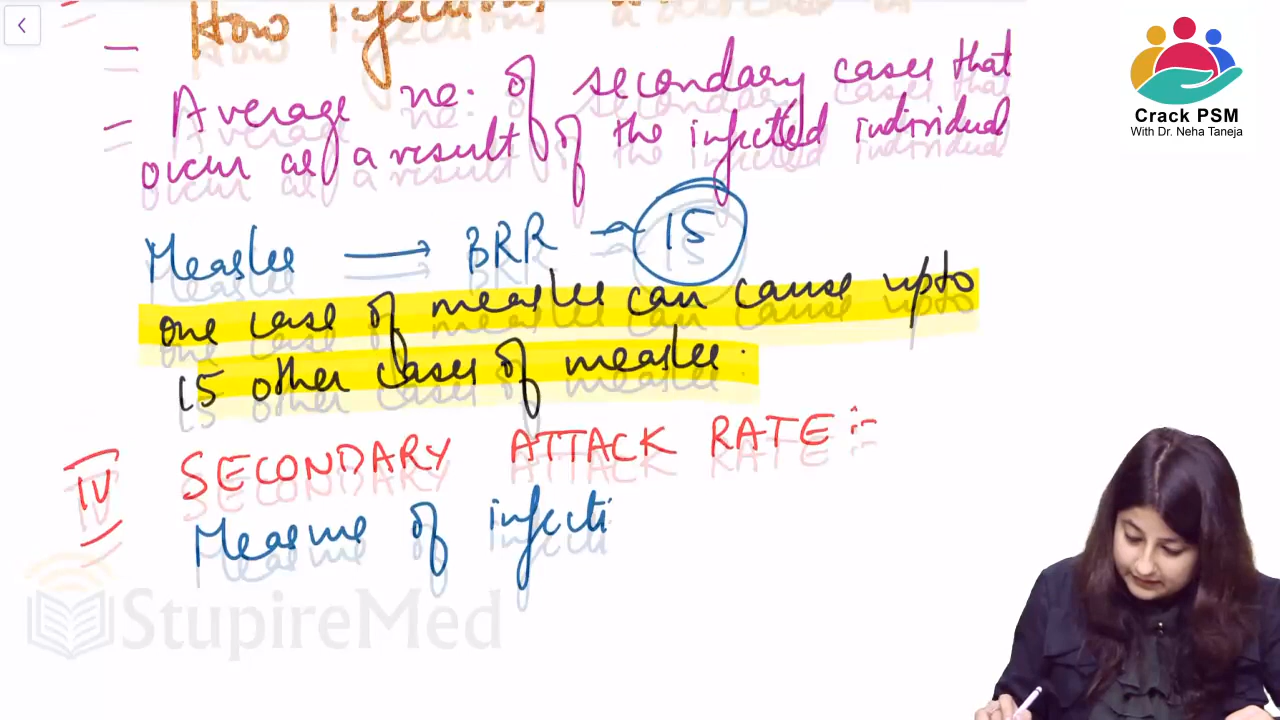 How
Average no. of secondary cases that
occur as a result of the infected individual
Measles → BRR → 15
one case of measles can cause upto
15 other cases of measles.
IV SECONDARY ATTACK RATE :-
Measure of infecti
Crack PSM
With Dr. Neha Taneja
StupireMed